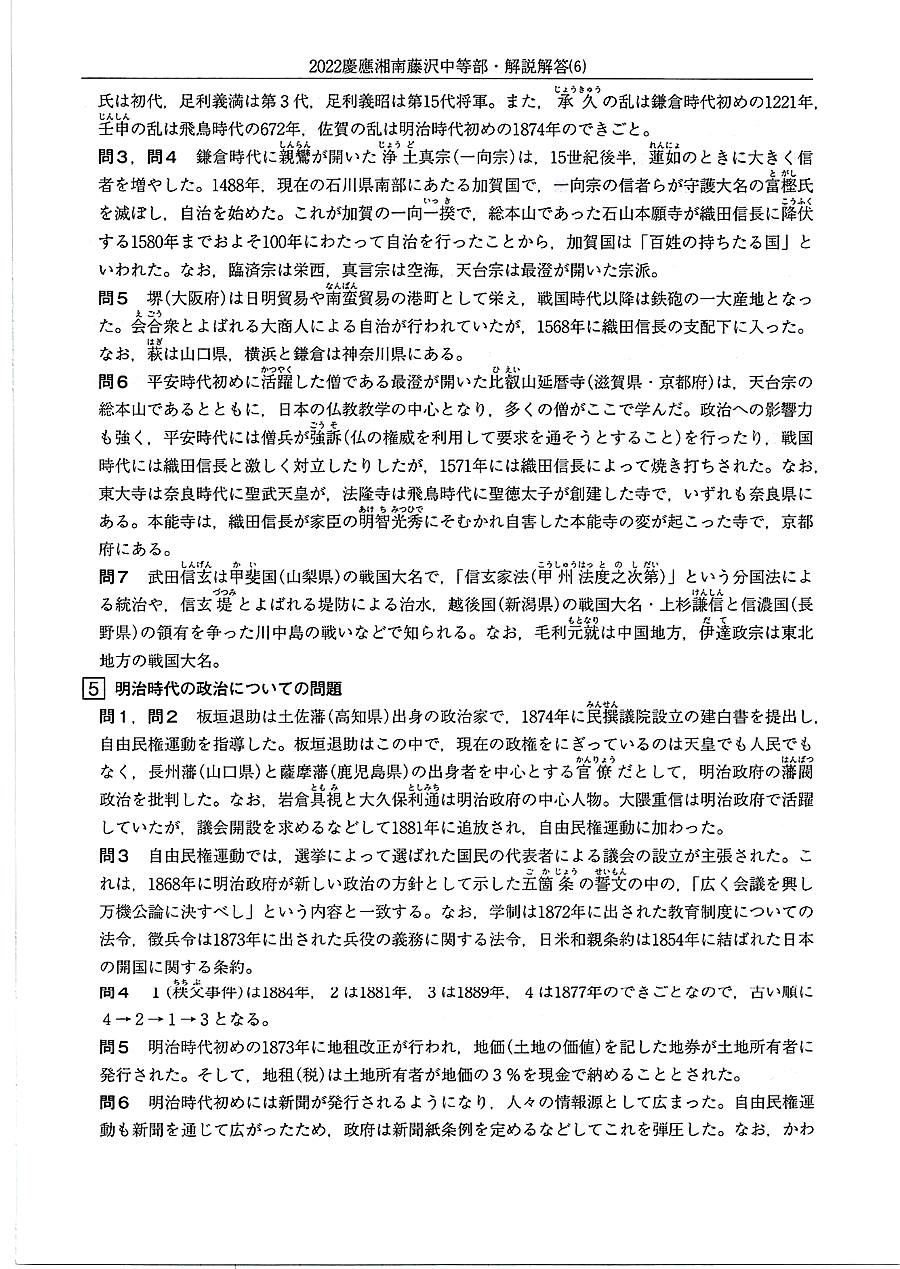 2022慶應湘南藤沢中等部・解説解答(6)
氏は初代，足利義満は第3代，足利義昭は第15代将軍。また，承久の乱は鎌倉時代初めの1221年，
壬申の乱は飛鳥時代の672年，佐賀の乱は明治時代初めの1874年のできごと。
問3，問4　鎌倉時代に親鸞が開いた浄土真宗(一向宗)は，15世紀後半，蓮如のときに大きく信
者を増やした。1488年，現在の石川県南部にあたる加賀国で，一向宗の信者らが守護大名の富樫氏
を滅ぼし，自治を始めた。これが加賀の一向一揆で，総本山であった石山本願寺が織田信長に降伏
する1580年までおよそ100年にわたって自治を行ったことから，加賀国は「百姓の持ちたる国」と
いわれた。なお，臨済宗は栄西，真言宗は空海，天台宗は最澄が開いた宗派。
問5　堺(大阪府)は日明貿易や南蛮貿易の港町として栄え，戦国時代以降は鉄砲の一大産地となっ
た。会合衆とよばれる大商人による自治が行われていたが，1568年に織田信長の支配下に入った。
なお，萩は山口県，横浜と鎌倉は神奈川県にある。
問6　平安時代初めに活躍した僧である最澄が開いた比叡山延暦寺(滋賀県・京都府)は，天台宗の
総本山であるとともに，日本の仏教教学の中心となり，多くの僧がここで学んだ。政治への影響力
も強く，平安時代には僧兵が強訴(仏の権威を利用して要求を通そうとすること)を行ったり，戦国
時代には織田信長と激しく対立したりしたが，1571年には織田信長によって焼き打ちされた。なお，
東大寺は奈良時代に聖武天皇が，法隆寺は飛鳥時代に聖徳太子が創建した寺で，いずれも奈良県に
ある。本能寺は，織田信長が家臣の明智光秀にそむかれ自害した本能寺の変が起こった寺で，京都
府にある。
問7　武田信玄は甲斐国(山梨県)の戦国大名で，「信玄家法(甲州法度之次第)」という分国法によ
る統治や，信玄堤とよばれる堤防による治水，越後国(新潟県)の戦国大名・上杉謙信と信濃国(長
野県)の領有を争った川中島の戦いなどで知られる。なお，毛利元就は中国地方，伊達政宗は東北
地方の戦国大名。
5　明治時代の政治についての問題
問1，問2　板垣退助は土佐藩(高知県)出身の政治家で，1874年に民撰議院設立の建白書を提出し，
自由民権運動を指導した。板垣退助はこの中で，現在の政権をにぎっているのは天皇でも人民でも
なく，長州藩(山口県)と薩摩藩(鹿児島県)の出身者を中心とする官僚だとして，明治政府の藩閥
政治を批判した。なお，岩倉具視と大久保利通は明治政府の中心人物。大隈重信は明治政府で活躍
していたが，議会開設を求めるなどして1881年に追放され，自由民権運動に加わった。
問3　自由民権運動では，選挙によって選ばれた国民の代表者による議会の設立が主張された。こ
れは，1868年に明治政府が新しい政治の方針として示した五箇条の誓文の中の，「広く会議を興し
万機公論に決すべし」という内容と一致する。なお，学制は1872年に出された教育制度についての
法令，徴兵令は1873年に出された兵役の義務に関する法令，日米和親条約は1854年に結ばれた日本
の開国に関する条約。
問4　1(秩父事件)は1884年，2は1881年，3は1889年，4は1877年のできごとなので，古い順に
4→2→1→3となる。
問5　明治時代初めの1873年に地租改正が行われ，地価(土地の価値)を記した地券が土地所有者に
発行された。そして，地租(税)は土地所有者が地価の3％を現金で納めることとされた。
問6　明治時代初めには新聞が発行されるようになり，人々の情報源として広まった。自由民権運
動も新聞を通じて広がったため，政府は新聞紙条例を定めるなどしてこれを弾圧した。なお，かわ